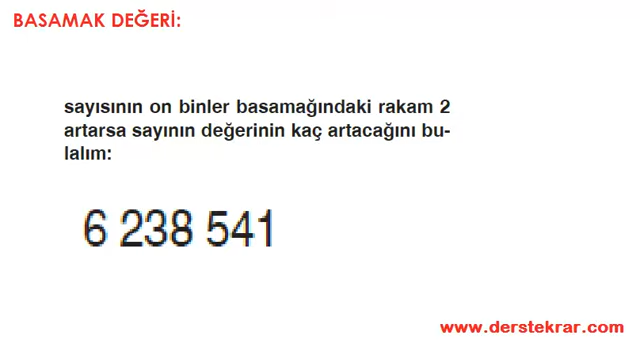 BASAMAK DEĞERİ:
sayısının on binler basamağındaki rakam 2
artarsa sayının değerinin kaç artacağını bu-
lalım:
6 238 541
www.derstekrar.com